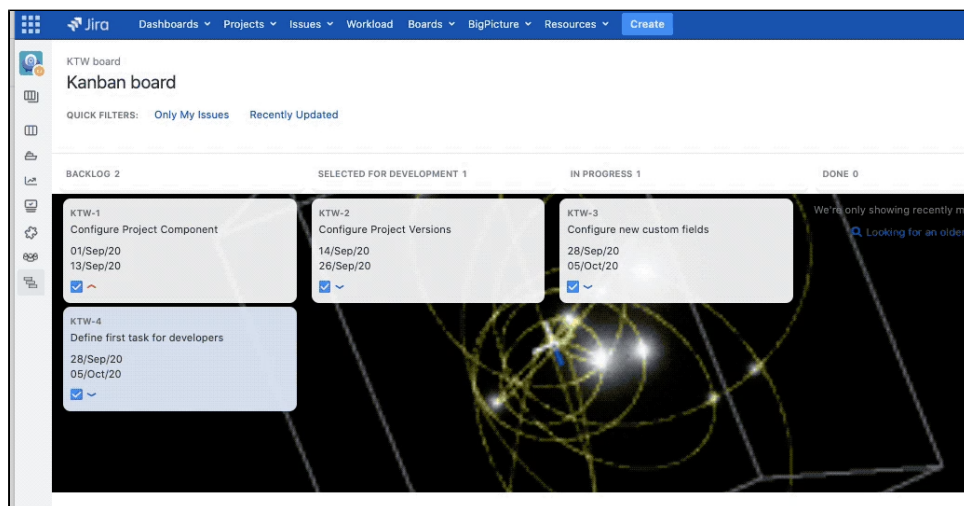 Jira Dashboards Projects Issues Workload Boards BigPicture Resources Create
KTW board
Kanban board
QUICK FILTERS: Only My Issues Recently Updated
BACKLOG 2 SELECTED FOR DEVELOPMENT 1 IN PROGRESS 1 DONE 0
KTW-1
Configure Project Component
01/Sep/20
13/Sep/20
KTW-4
Define first task for developers
28/Sep/20
05/Oct/20
KTW-2
Configure Project Versions
14/Sep/20
26/Sep/20
KTW-3
Configure new custom fields
28/Sep/20
05/Oct/20
We're only showing recently m
Looking for an older